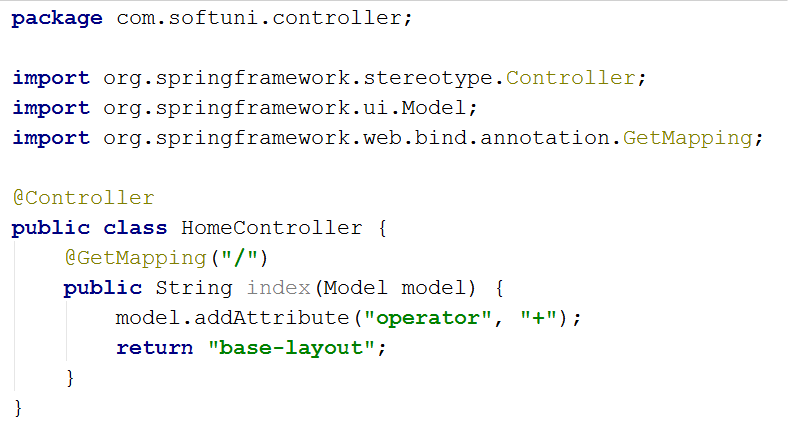 package com.softuni.controller;
import org.springframework.stereotype.Controller;
import org.springframework.ui.Model;
import org.springframework.web.bind.annotation.GetMapping;
@Controller
public class HomeController {
@GetMapping("/")
public String index(Model model) {
model.addAttribute("operator", "+");
return "base-layout";
}
}